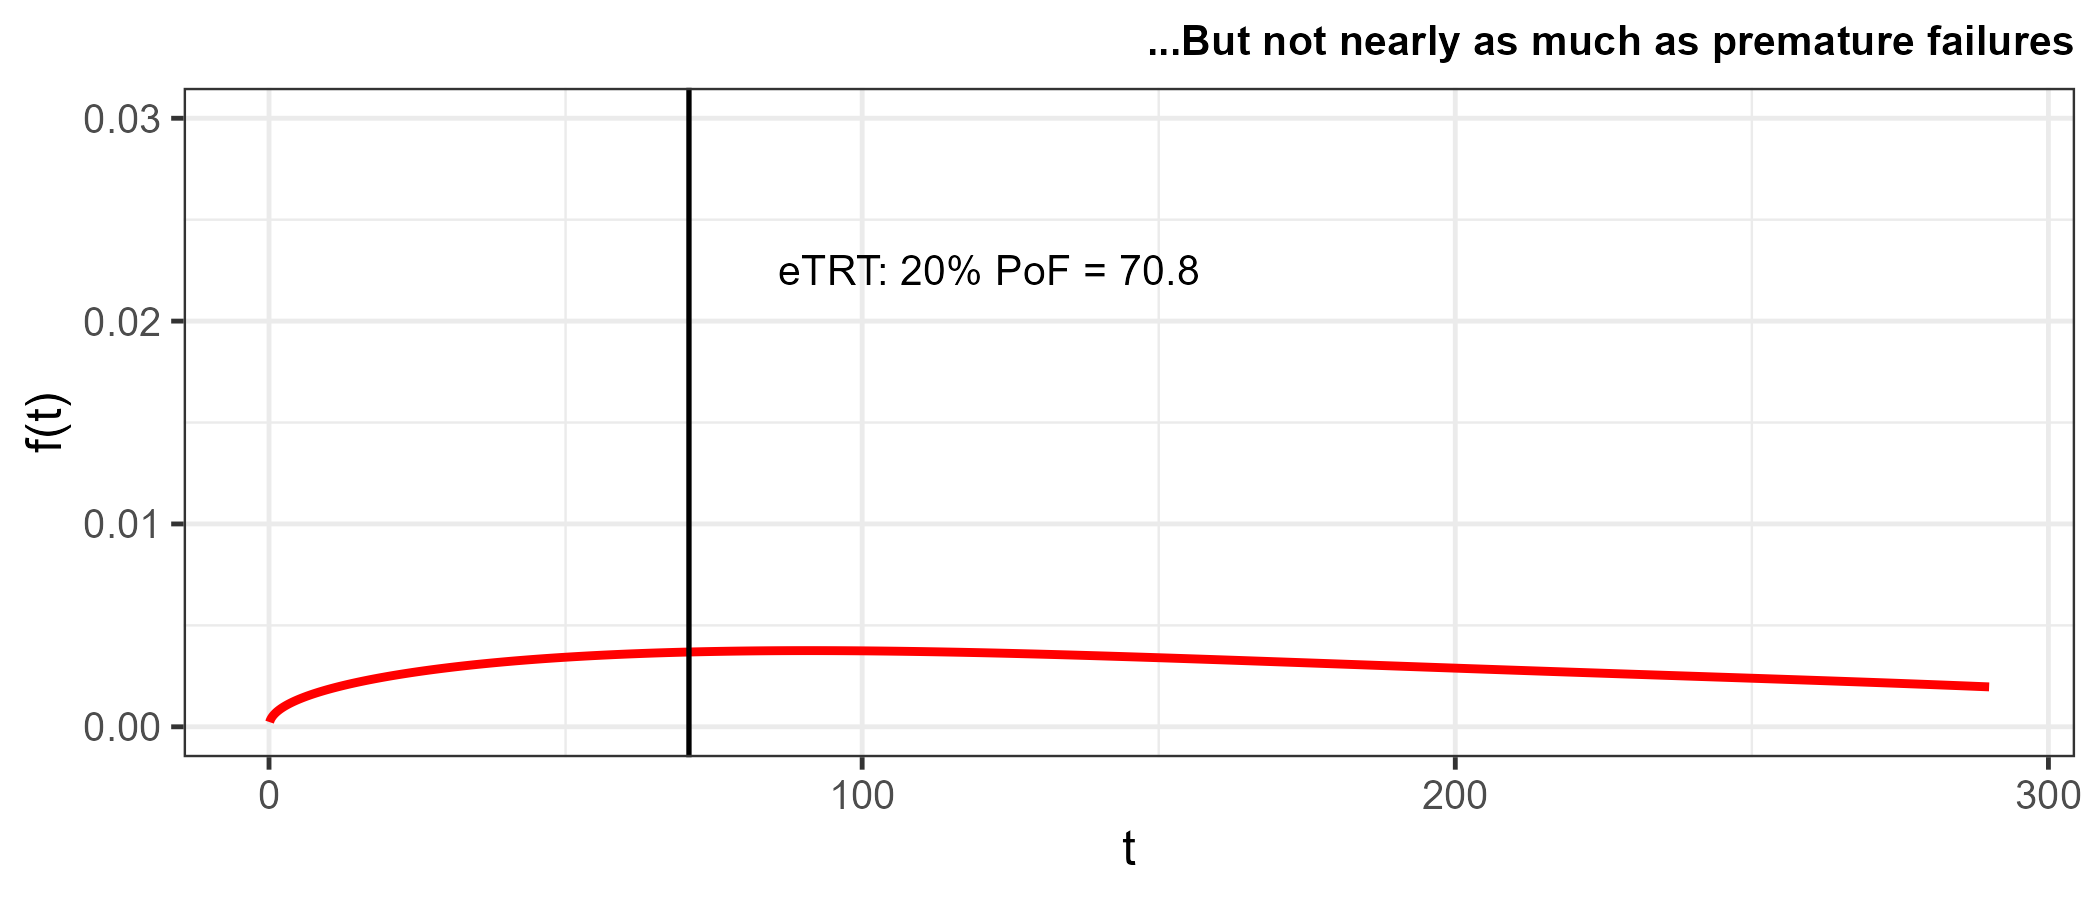 ...But not nearly as much as premature failures
0.03
0.02
0.01
0.00
f(t)
eTRT: 20% PoF = 70.8
0 100 200 300
t